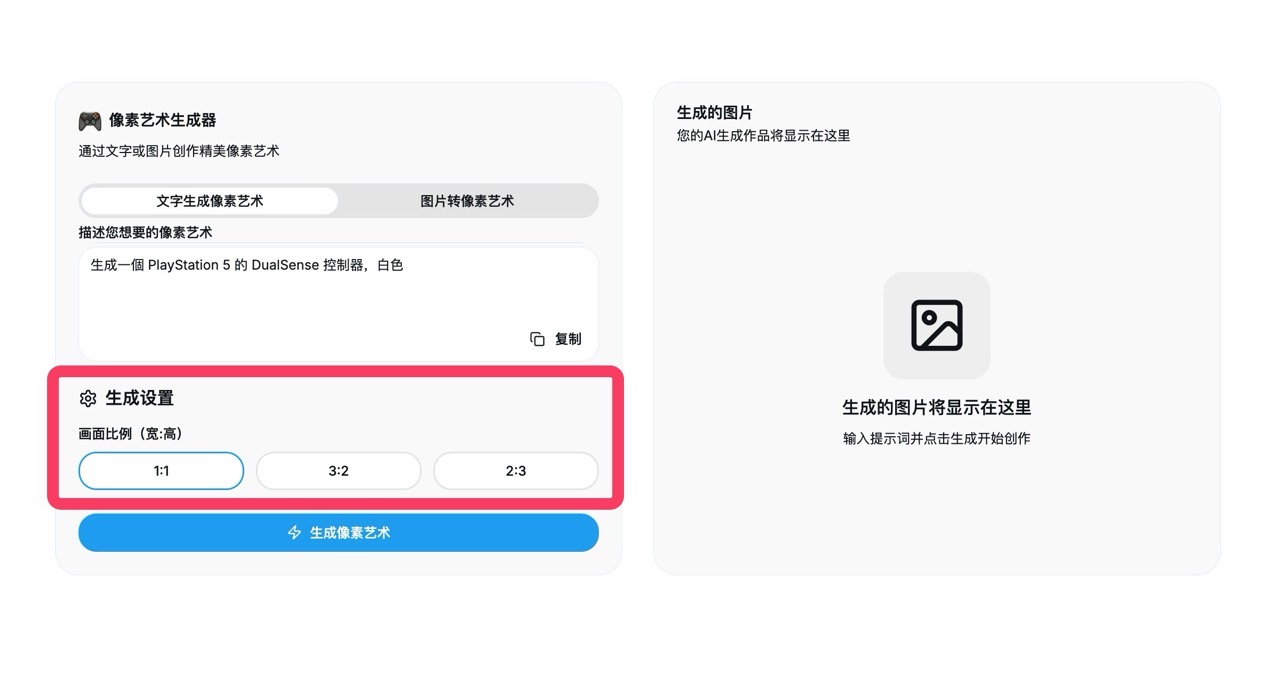 像素艺术生成器
通过文字或图片创作精美像素艺术
文字生成像素艺术
图片转像素艺术
描述您想要的像素艺术
生成一個 PlayStation 5 的 DualSense 控制器，白色
复制
生成设置
画面比例（宽:高）
1:1
3:2
2:3
生成像素艺术
生成的图片
您的AI生成作品将显示在这里
生成的图片将显示在这里
输入提示词并点击生成开始创作